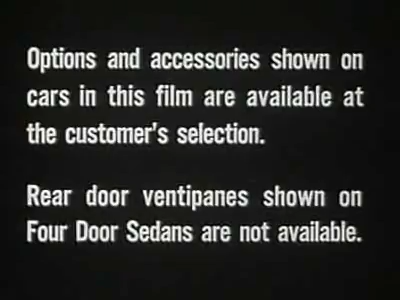 Options and accessories shown on
cars in this film are available at
the customer's selection.
Rear door ventipanes shown on
Four Door Sedans are not available.